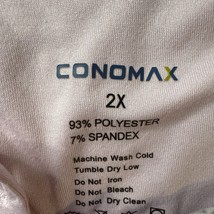 CONOMAX
2X
93% POLYESTER
7% SPANDEX
Machine Wash Cold
Tumble Dry Low
Do Not Iron
Do Not Bleach
Do Not Dry Clean